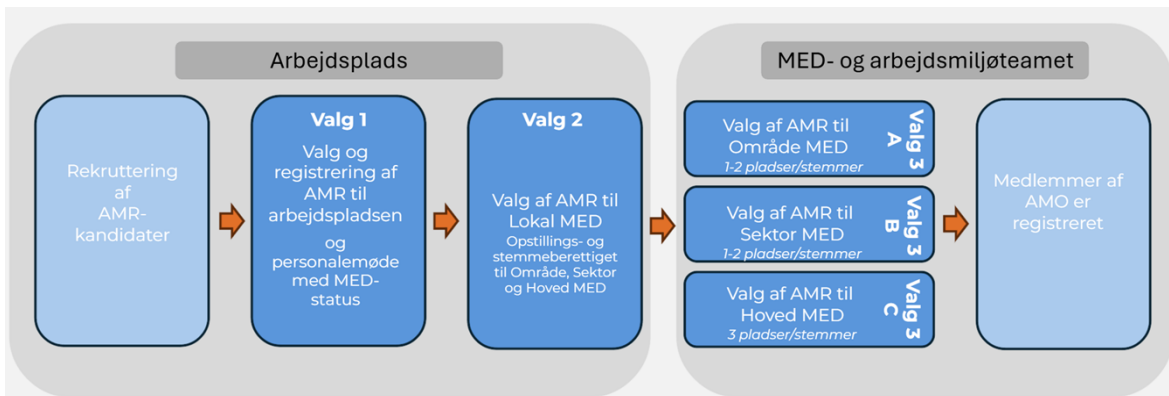 Arbejdsplads
Rekruttering
af
AMR-
kandidater
Valg 1
Valg og
registrering af
AMR til
arbejdspladsen
og
personalemøde
med MED-
status
Valg 2
Valg af AMR til
Lokal MED
Opstillings- og
stemmeberettiget
til Område, Sektor
og Hoved MED
MED- og arbejdsmiljøteamet
Valg af AMR til
Område MED
1-2 pladser/stemmer
Valg 3
A
Valg af AMR til
Sektor MED
1-2 pladser/stemmer
Valg 3
B
Valg af AMR til
Hoved MED
3 pladser/stemmer
Valg 3
C
Medlemmer af
AMO er
registreret